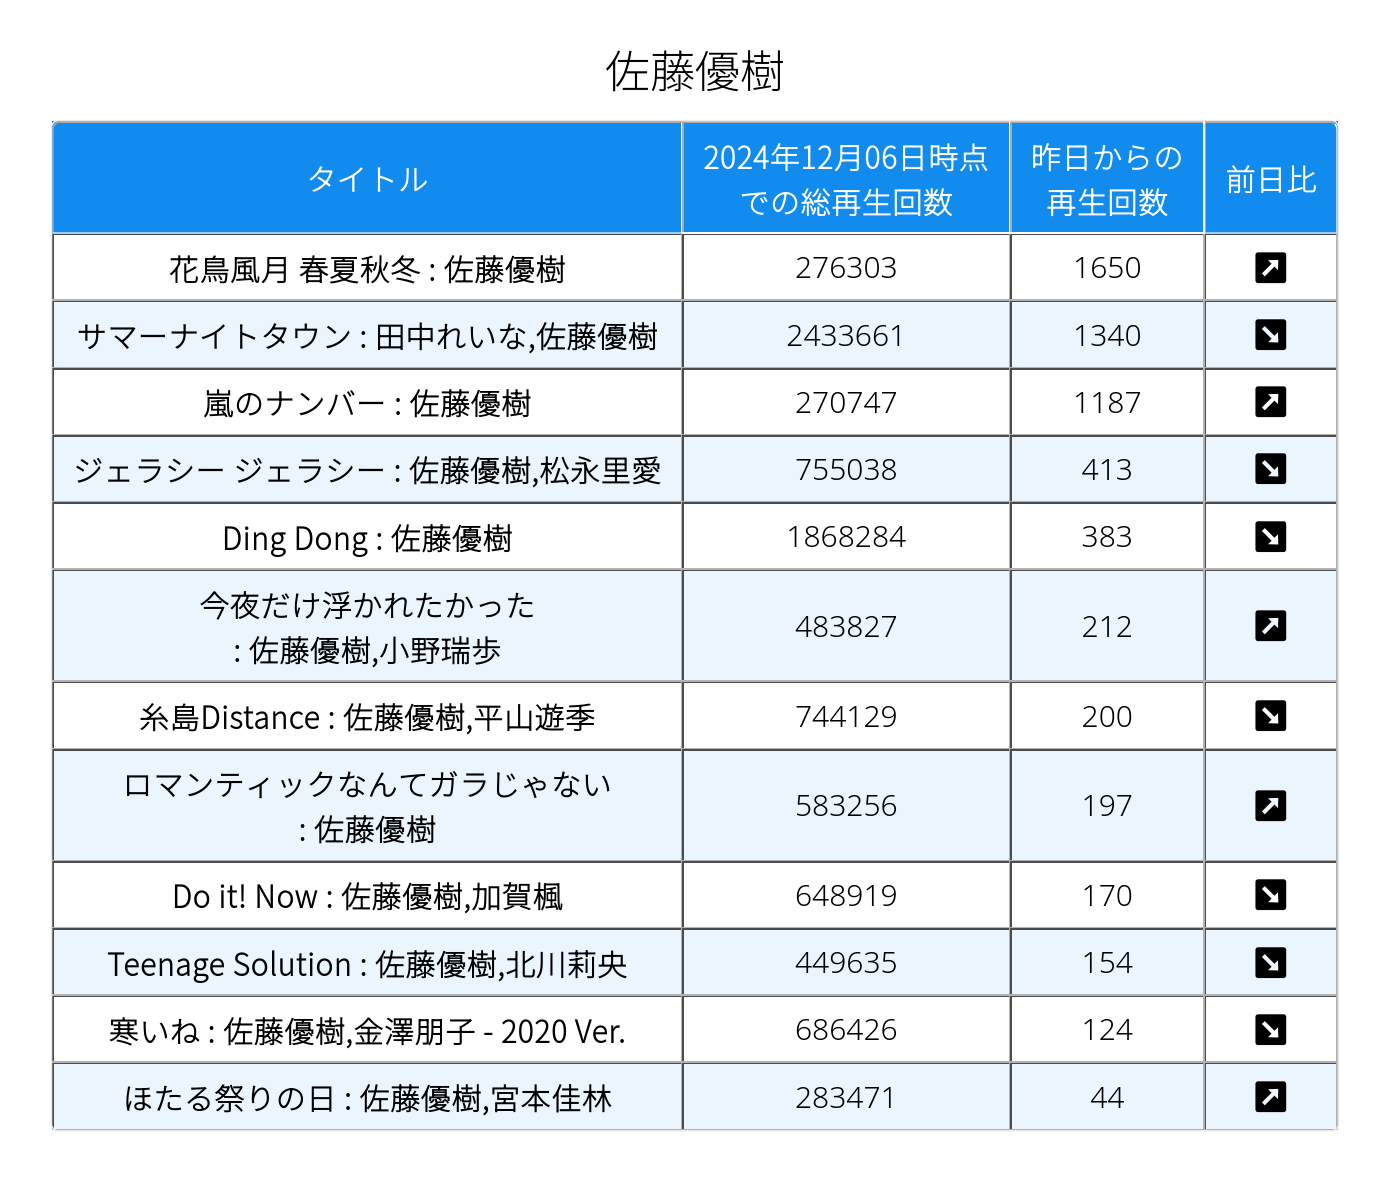 佐藤優樹
タイトル
2024年12月06日時点
での総再生回数
昨日からの
再生回数
前日比
花鳥風月 春夏秋冬 : 佐藤優樹 276303 1650
サマーナイトタウン : 田中れいな,佐藤優樹 2433661 1340
嵐のナンバー : 佐藤優樹 270747 1187
ジェラシー ジェラシー : 佐藤優樹,松永里愛 755038 413
Ding Dong : 佐藤優樹 1868284 383
今夜だけ浮かれたかった
: 佐藤優樹,小野瑞歩 483827 212
糸島Distance : 佐藤優樹,平山遊季 744129 200
ロマンティックなんてガラじゃない
: 佐藤優樹 583256 197
Do it! Now : 佐藤優樹,加賀楓 648919 170
Teenage Solution : 佐藤優樹,北川莉央 449635 154
寒いね : 佐藤優樹,金澤朋子 - 2020 Ver. 686426 124
ほたる祭りの日 : 佐藤優樹,宮本佳林 283471 44